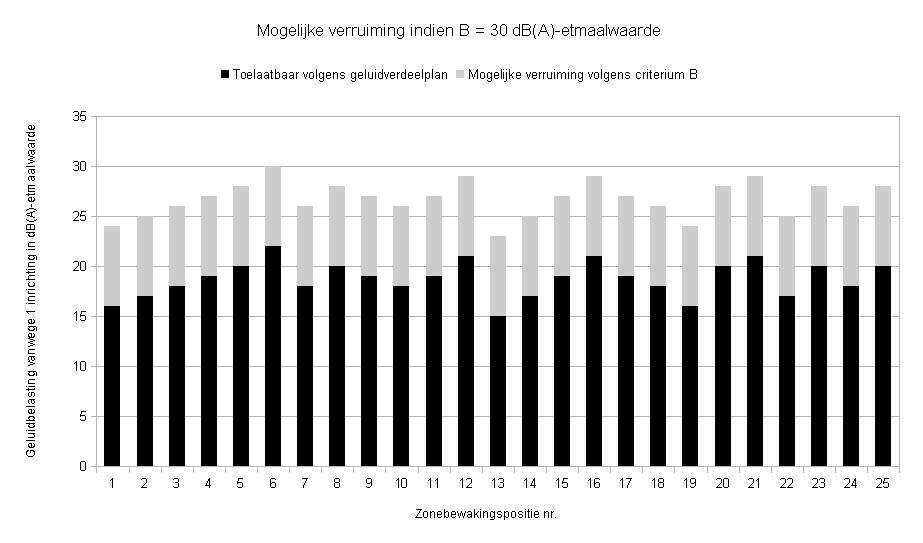 Mogelijke verruiming indien B = 30 dB(A)-etmaalwaarde
Toelaatbaar volgens geluidverdeelplan Mogelijke verruiming volgens criterium B
Geluidbelasting vanwege 1 inrichting in dB(A)-etmaalwaarde
35
30
25
20
15
10
5
0
1 2 3 4 5 6 7 8 9 10 11 12 13 14 15 16 17 18 19 20 21 22 23 24 25
Zonebewakingspositie nr.